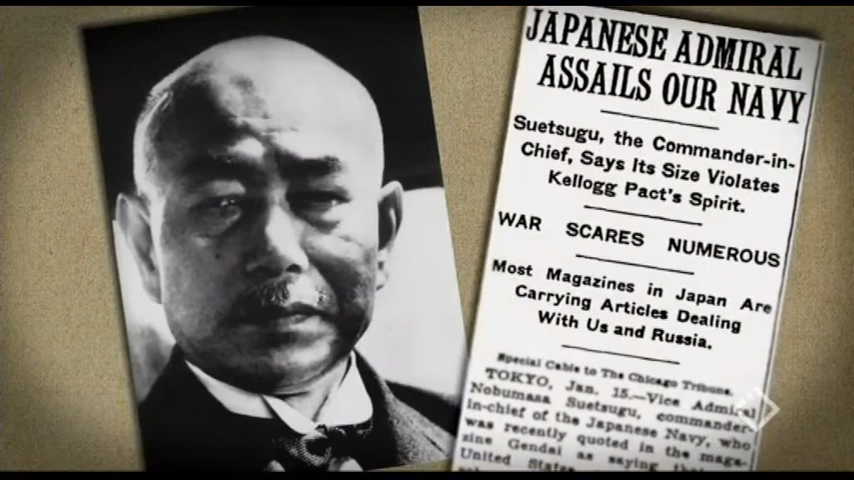 JAPANESE ADMIRAL
ASSAILS OUR NAVY
Suetsugu, the Commander-in-
Chief, Says Its Size Violates
Kellogg Pact's Spirit.
WAR SCARES NUMEROUS
Most Magazines in Japan Are
Carrying Articles Dealing
With Us and Russia.
Special Cable to The Chicago Tribune.
TOKYO, Jan. 15.—Vice Admiral
Nobumasa Suetsugu, commander-
in-chief of the Japanese Navy, who
was recently quoted in the maga-
zine Gendai as saying that
United States